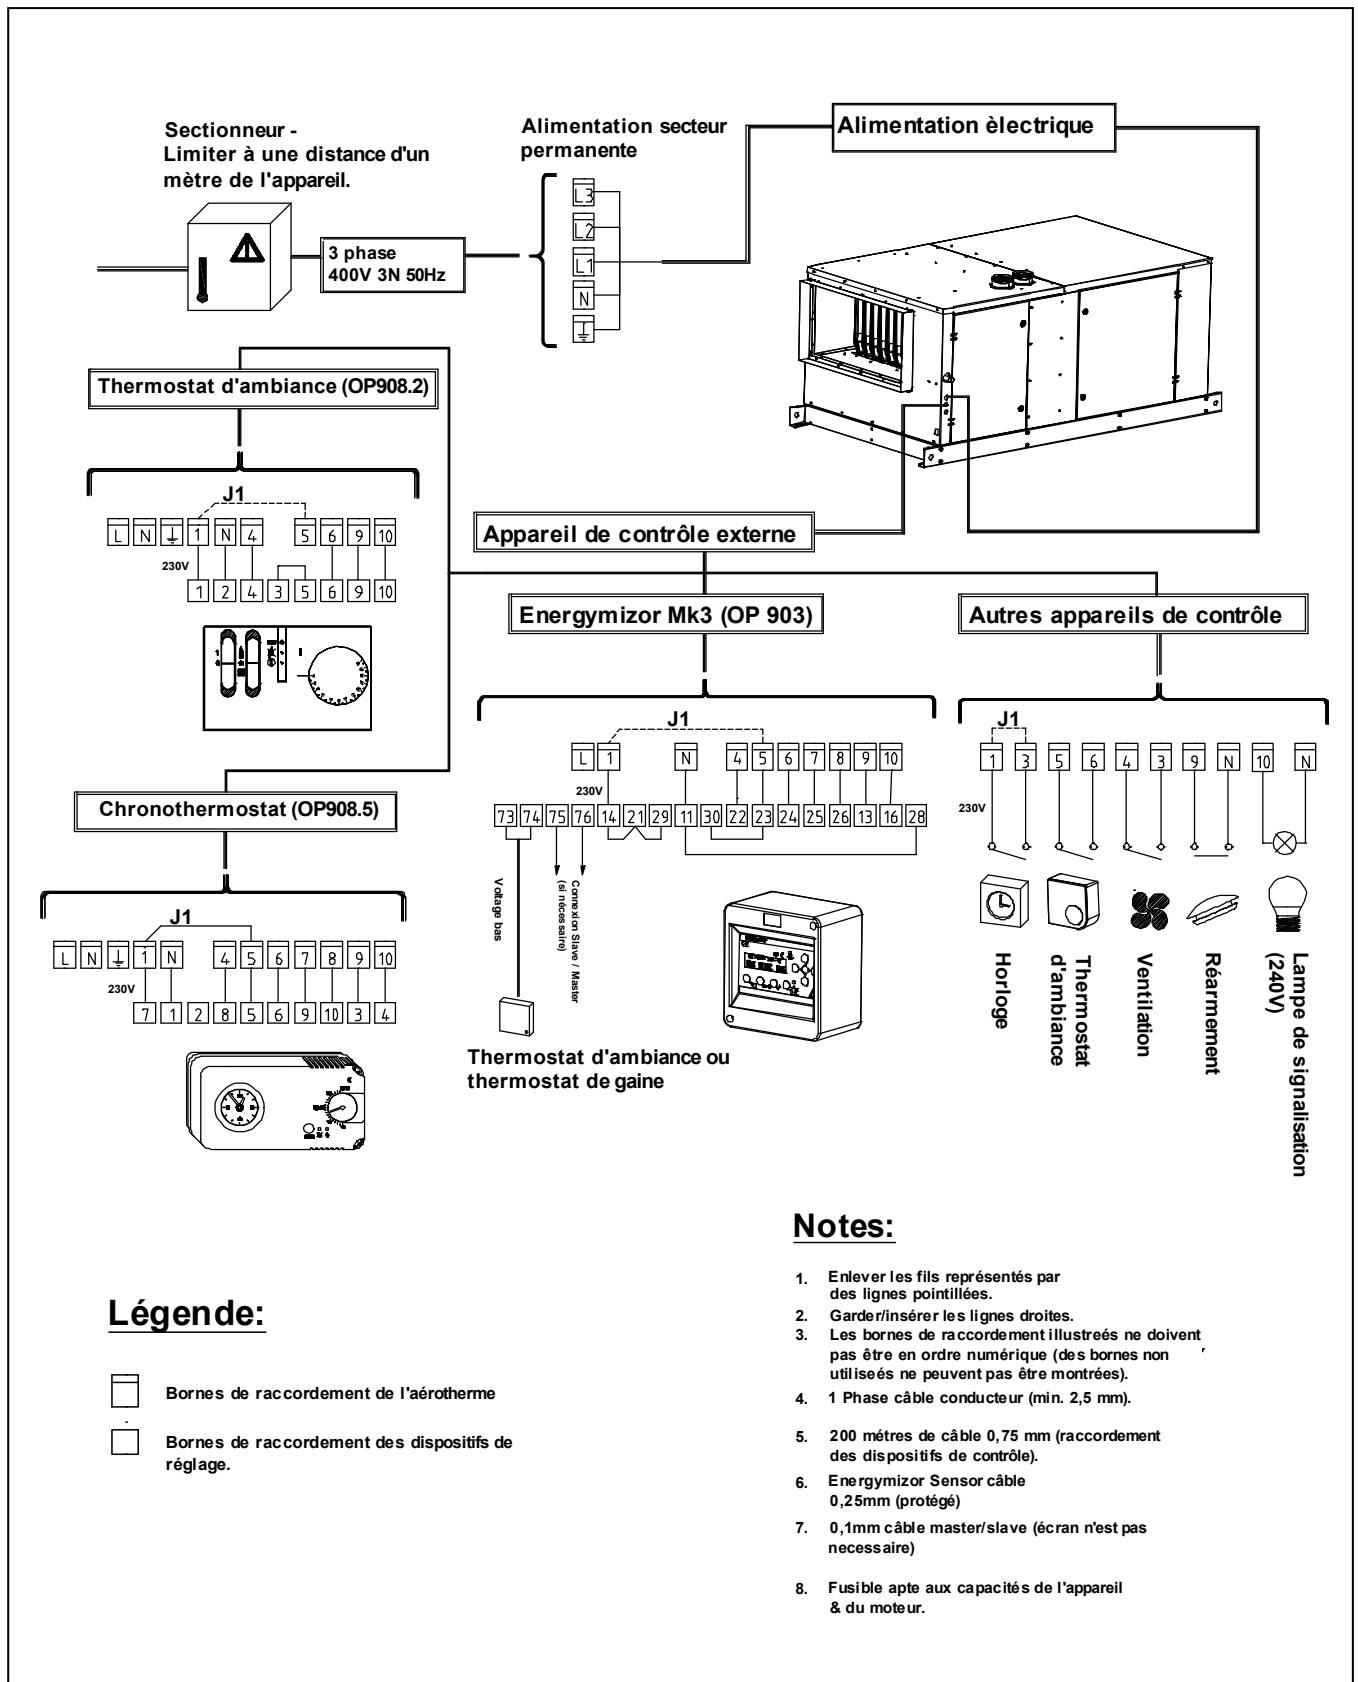 Sectionneur -
Limiter à une distance d'un
mètre de l'appareil.
Alimentation secteur
permanente
Alimentation èlectrique
3 phase
400V 3N 50Hz
L3
L2
L1
N
Thermostat d'ambiance (OP908.2)
J1
L N 1 N 4 5 6 9 10
230V
1 2 4 3 5 6 9 10
Appareil de contrôle externe
Energymizor Mk3 (OP 903)
Autres appareils de contrôle
J1
L 1 N 4 5 6 7 8 9 10
230V
73 74 75 76 14 21 29 11 30 22 23 24 25 26 13 16 28
Voltage bas
(si nécessaire)
Connexion Slave / Master
Thermostat d'ambiance ou
thermostat de gaine
J1
1 3 5 6 4 3 9 N 10 N
230V
Horloge
Thermostat
d'ambiance
Ventilation
Réarmement
Lampe de signalisation
(240V)
Chronothermostat (OP908.5)
J1
L N 1 N 4 5 6 7 8 9 10
230V
7 1 2 8 5 6 9 10 3 4
Légende:
Bornes de raccordement de l'aérotherme
Bornes de raccordement des dispositifs de
réglage.
Notes:
1. Enlever les fils représentés par
des lignes pointillées.
2. Garder/insérer les lignes droites.
3. Les bornes de raccordement illustreés ne doivent
pas être en ordre numérique (des bornes non
utiliseés ne peuvent pas être montrées).
4. 1 Phase câble conducteur (min. 2,5 mm).
5. 200 métres de câble 0,75 mm (raccordement
des dispositifs de contrôle).
6. Energymizor Sensor câble
0,25mm (protégé)
7. 0,1mm câble master/slave (écran n'est pas
necessaire)
8. Fusible apte aux capacités de l'appareil
& du moteur.